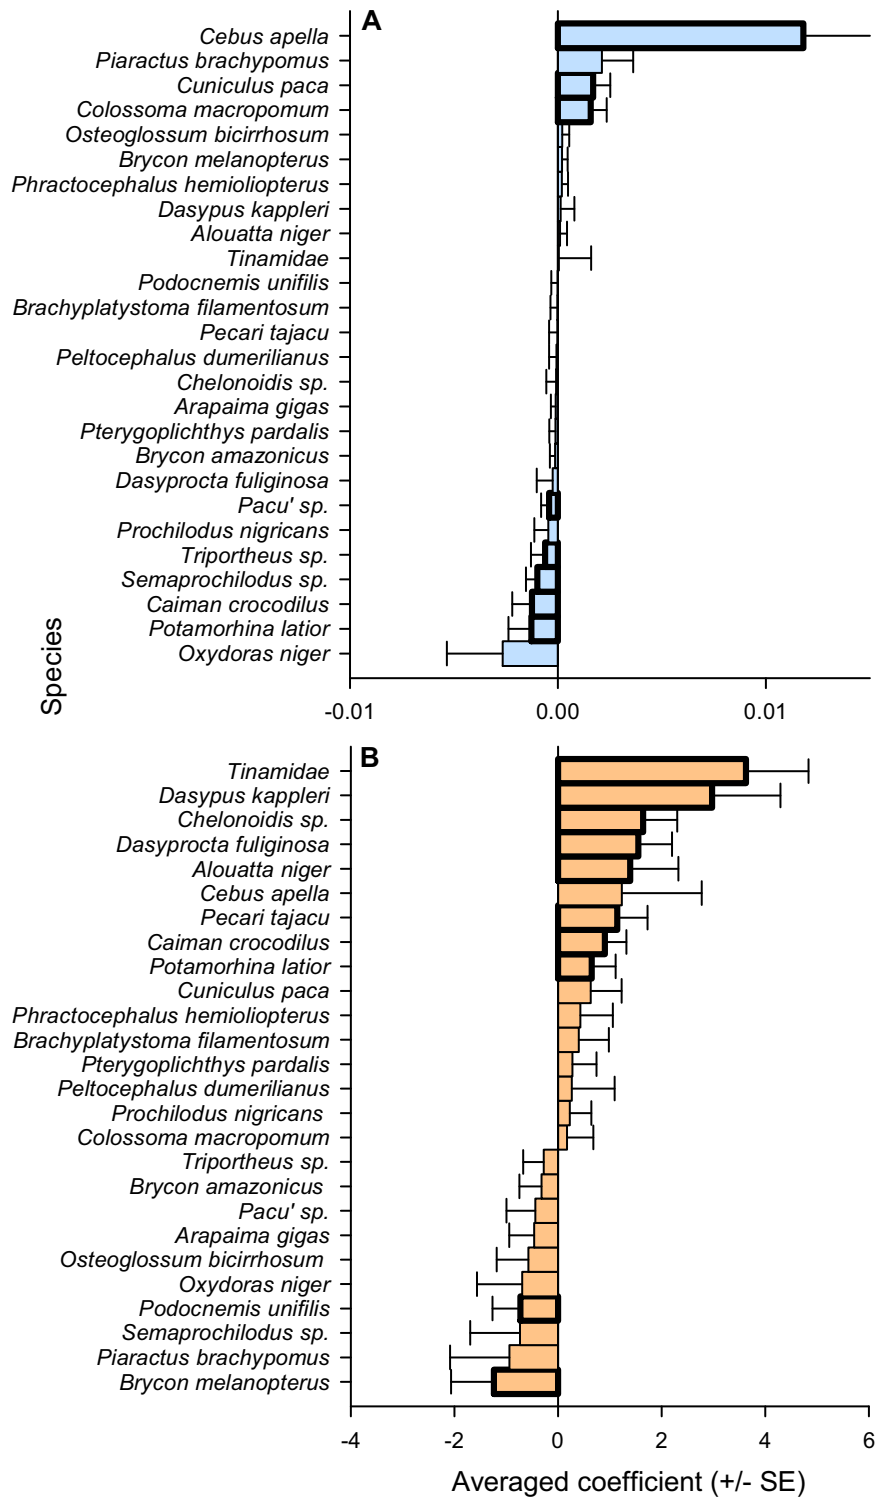 A
Cebus apella
Piaractus brachypomus
Cuniculus paca
Colossoma macropomum
Osteoglossum bicirrhosum
Brycon melanopterus
Phractocephalus hemioliopterus
Dasypus kappleri
Alouatta niger
Tinamidae
Podocnemis unifilis
Brachyplatystoma filamentosum
Pecari tajacu
Peltocephalus dumerilianus
Chelonoidis sp.
Arapaima gigas
Pterygoplichthys pardalis
Brycon amazonicus
Dasyprocta fuliginosa
Pacu' sp.
Prochilodus nigricans
Triportheus sp.
Semaprochilodus sp.
Caiman crocodilus
Potamorhina latior
Oxydoras niger
Species
-0.01 0.00 0.01
B
Tinamidae
Dasypus kappleri
Chelonoidis sp.
Dasyprocta fuliginosa
Alouatta niger
Cebus apella
Pecari tajacu
Caiman crocodilus
Potamorhina latior
Cuniculus paca
Phractocephalus hemioliopterus
Brachyplatystoma filamentosum
Pterygoplichthys pardalis
Peltocephalus dumerilianus
Prochilodus nigricans
Colossoma macropomum
Triportheus sp.
Brycon amazonicus
Pacu' sp.
Arapaima gigas
Osteoglossum bicirrhosum
Oxydoras niger
Podocnemis unifilis
Semaprochilodus sp.
Piaractus brachypomus
Brycon melanopterus
-4 -2 0 2 4 6
Averaged coefficient (+/- SE)